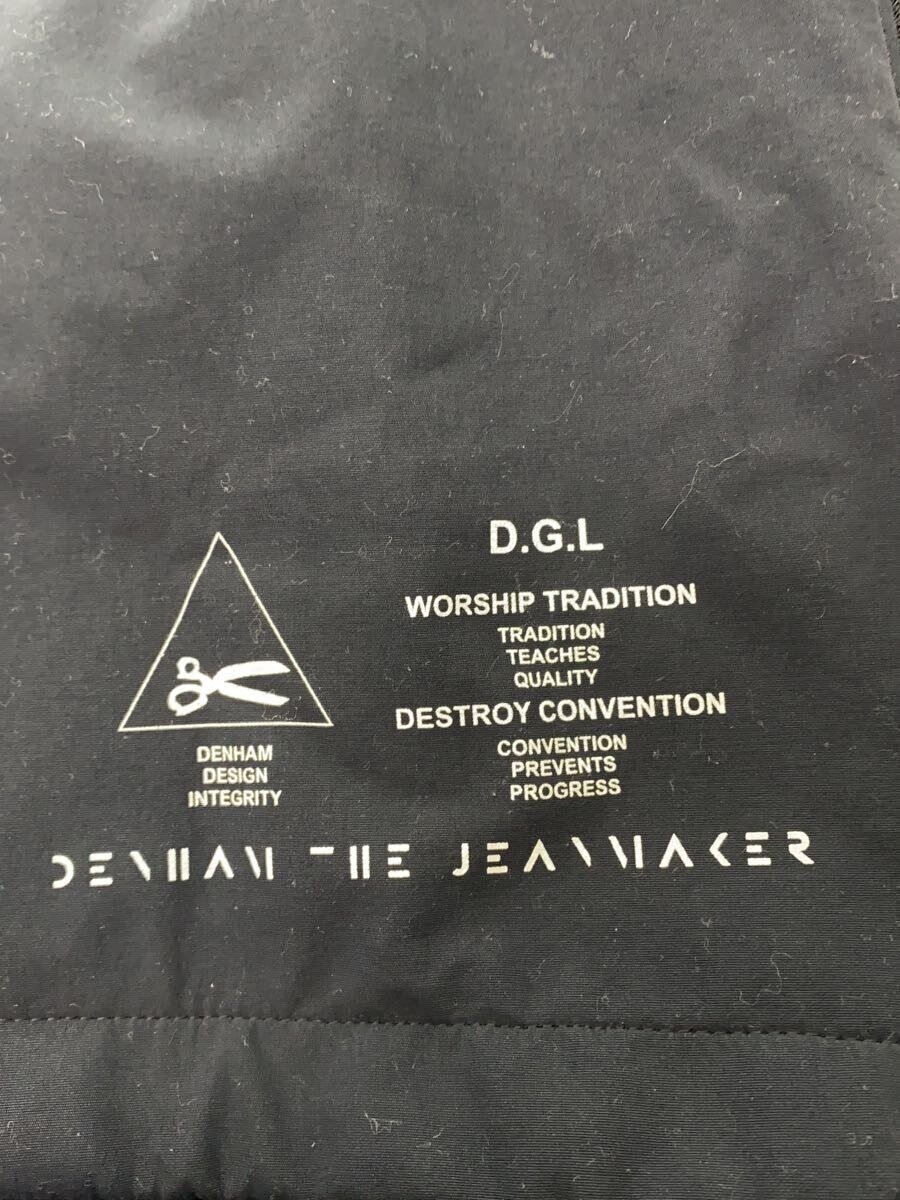 D.G.L
WORSHIP TRADITION
TRADITION
TEACHES
QUALITY
DESTROY CONVENTION
CONVENTION
PREVENTS
PROGRESS
DENHAM
DESIGN
INTEGRITY
DENHAM THE JEANMAKER